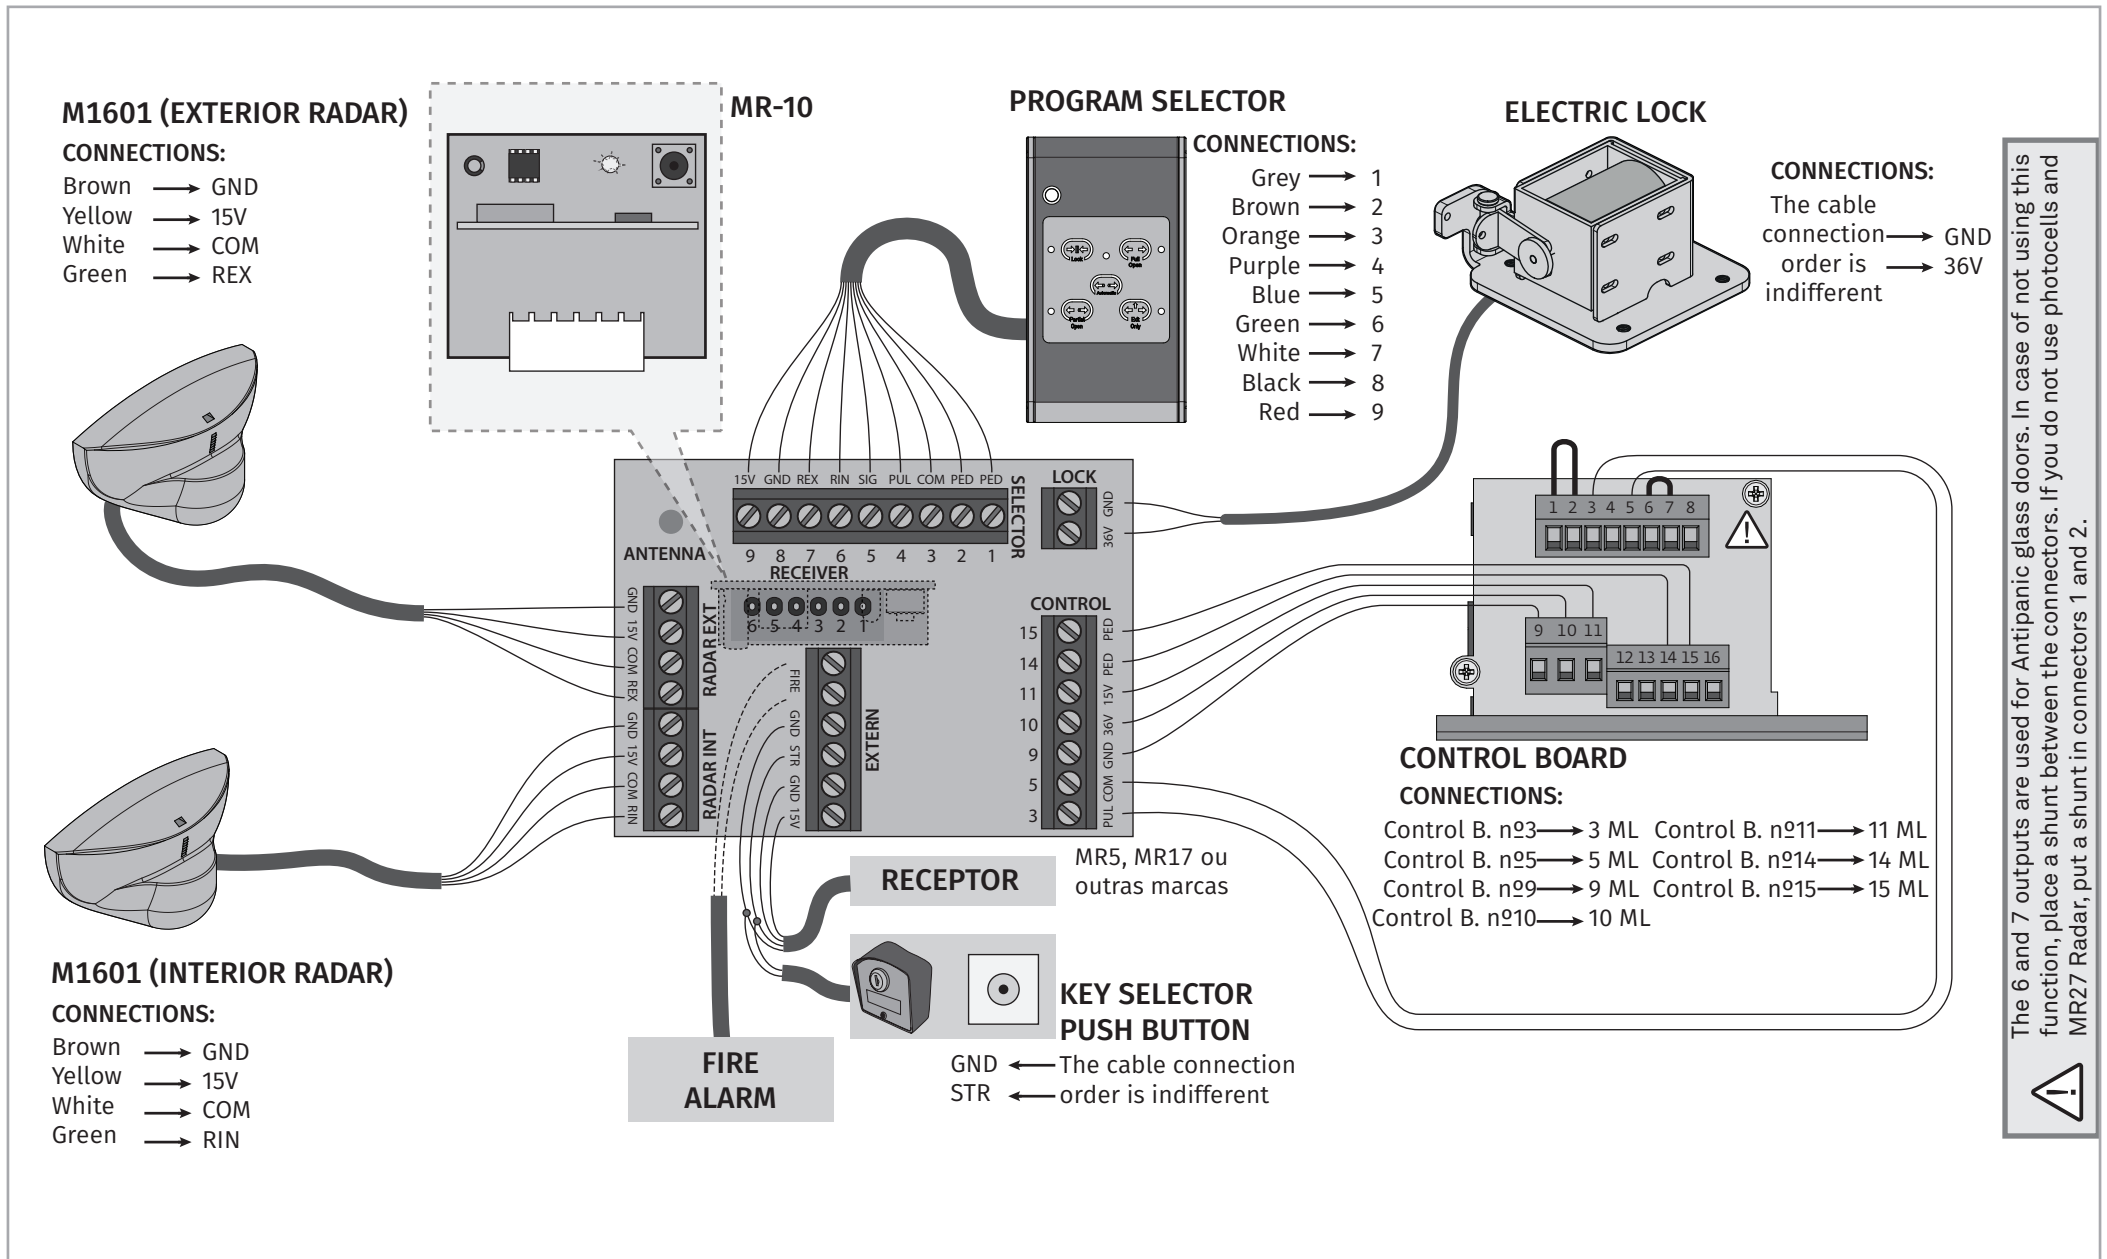 M1601 (EXTERIOR RADAR)
CONNECTIONS:
Brown → GND
Yellow → 15V
White → COM
Green → REX
MR-10
PROGRAM SELECTOR
CONNECTIONS:
Grey → 1
Brown → 2
Orange → 3
Purple → 4
Blue → 5
Green → 6
White → 7
Black → 8
Red → 9
Lock
Full
Open
Automatic
Partial
Open
Exit
Only
ELECTRIC LOCK
CONNECTIONS:
The cable
connection → GND
order is → 36V
indifferent
15V GND REX RIN SIG PUL COM PED PED
SELECTOR
9 8 7 6 5 4 3 2 1
LOCK
GND
36V
ANTENNA
RECEIVER
6 5 4 3 2 1
GND
15V
COM
REX
RADAR EXT
GND
15V
COM
RIN
RADAR INT
FIRE
GND
STR
GND
15V
EXTERN
CONTROL
15 PED
14 PED
11 15V
10 36V
9 GND
5 COM
3 PUL
1 2 3 4 5 6 7 8
9 10 11
12 13 14 15 16
CONTROL BOARD
CONNECTIONS:
Control B. nº3 → 3 ML Control B. nº11 → 11 ML
Control B. nº5 → 5 ML Control B. nº14 → 14 ML
Control B. nº9 → 9 ML Control B. nº15 → 15 ML
Control B. nº10 → 10 ML
RECEPTOR
MR5, MR17 ou
outras marcas
KEY SELECTOR
PUSH BUTTON
GND ← The cable connection
STR ← order is indifferent
FIRE
ALARM
M1601 (INTERIOR RADAR)
CONNECTIONS:
Brown → GND
Yellow → 15V
White → COM
Green → RIN
The 6 and 7 outputs are used for Antipanic glass doors. In case of not using this
function, place a shunt between the connectors. If you do not use photocells and
MR27 Radar, put a shunt in connectors 1 and 2.